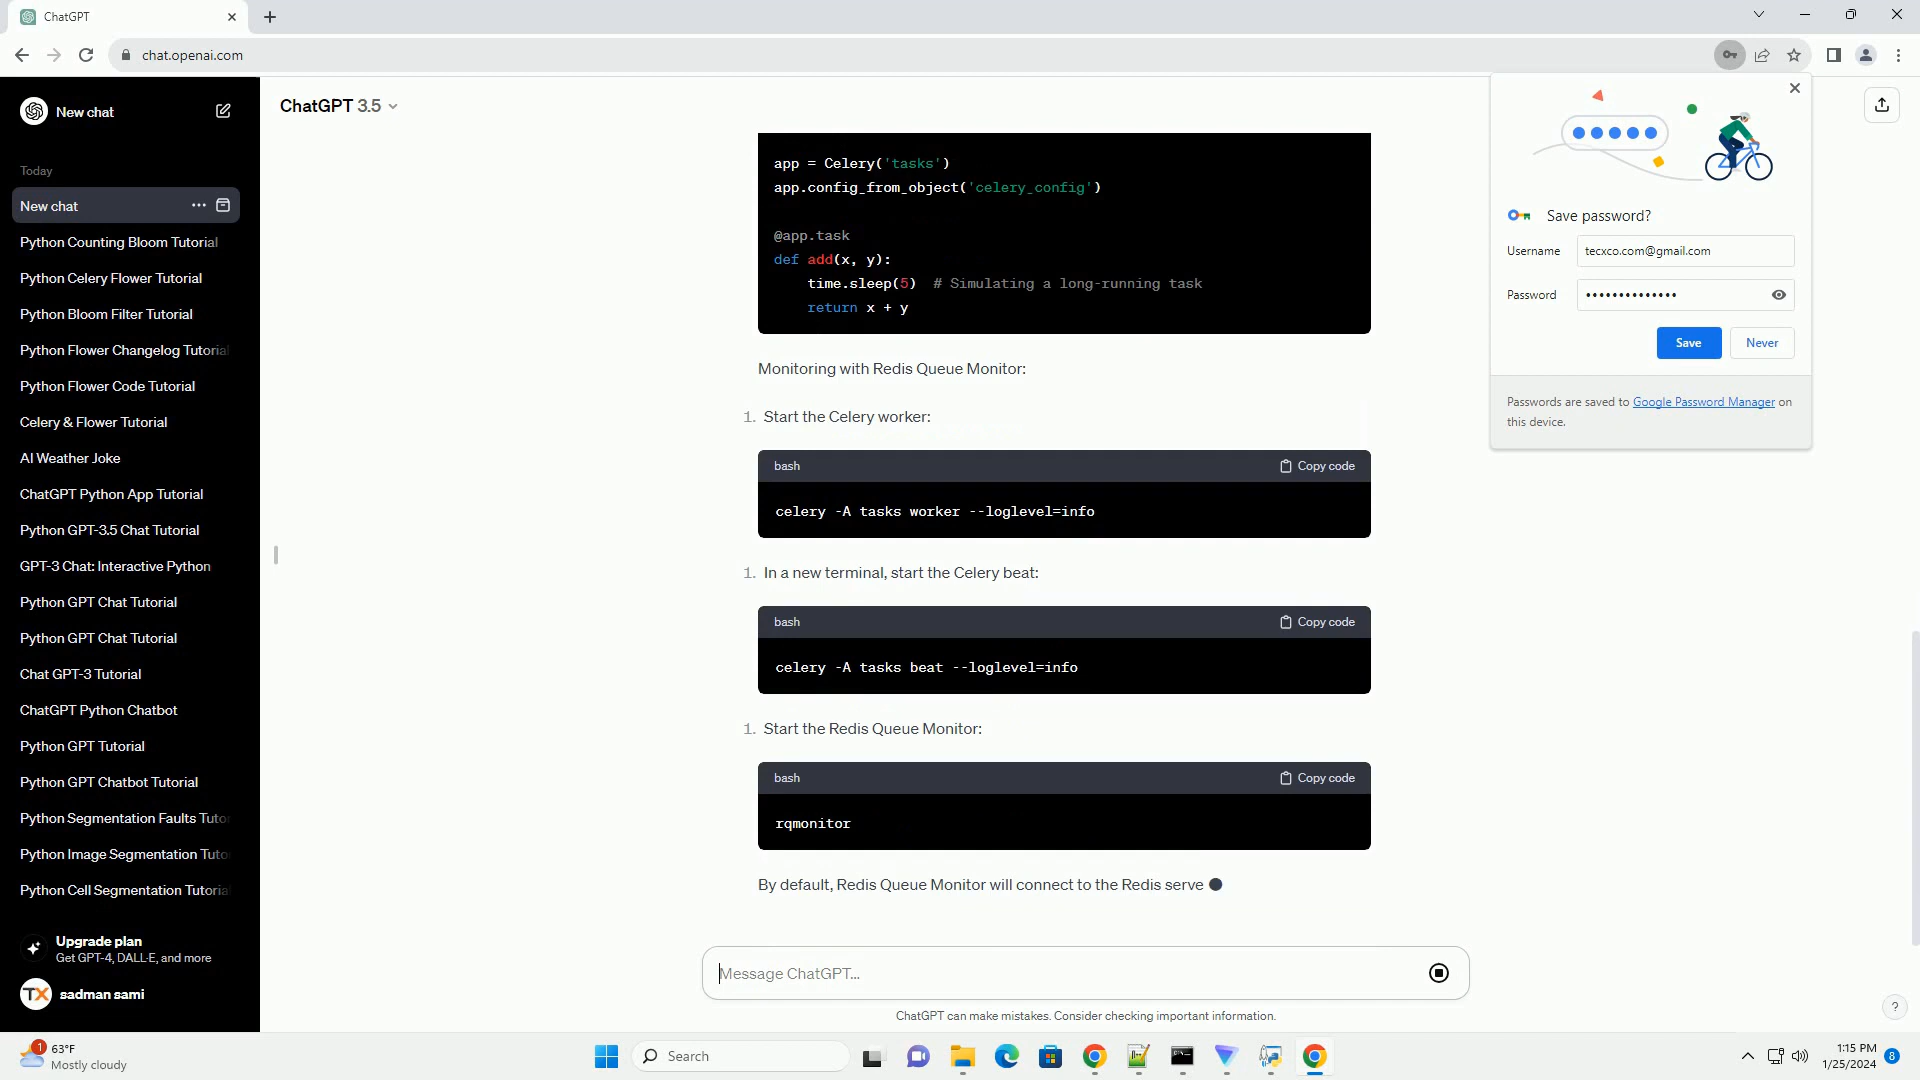 ChatGPT
chat.openai.com
New chat
Today
New chat
Python Counting Bloom Tutorial
Python Celery Flower Tutorial
Python Bloom Filter Tutorial
Python Flower Changelog Tutorial
Python Flower Code Tutorial
Celery & Flower Tutorial
AI Weather Joke
ChatGPT Python App Tutorial
Python GPT-3.5 Chat Tutorial
GPT-3 Chat: Interactive Python
Python GPT Chat Tutorial
Python GPT Chat Tutorial
Chat GPT-3 Tutorial
ChatGPT Python Chatbot
Python GPT Tutorial
Python GPT Chatbot Tutorial
Python Segmentation Faults Tuto
Python Image Segmentation Tuto
Python Cell Segmentation Tutoria
Upgrade plan
Get GPT-4, DALL·E, and more
TX sadman sami
ChatGPT 3.5
app = Celery('tasks')
app.config_from_object('celery_config')
@app.task
def add(x, y):
time.sleep(5) # Simulating a long-running task
return x + y
Monitoring with Redis Queue Monitor:
1. Start the Celery worker:
bash Copy code
celery -A tasks worker --loglevel=info
1. In a new terminal, start the Celery beat:
bash Copy code
celery -A tasks beat --loglevel=info
1. Start the Redis Queue Monitor:
bash Copy code
rqmonitor
By default, Redis Queue Monitor will connect to the Redis serve
Message ChatGPT...
ChatGPT can make mistakes. Consider checking important information.
?
Save password?
Username tecxco.com@gmail.com
Password ••••••••••••••
Save Never
Passwords are saved to Google Password Manager on
this device.
1 63°F
Mostly cloudy
Search
1:15 PM
1/25/2024 8